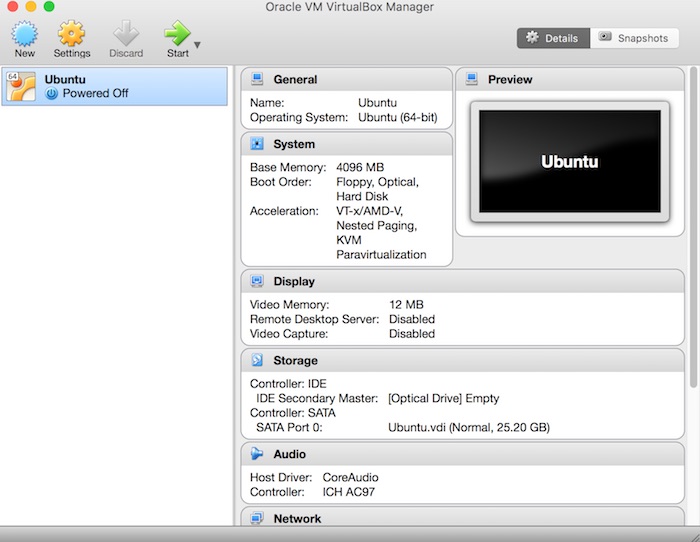 Oracle VM VirtualBox Manager
New
Settings
Discard
Start
Details
Snapshots
64
Ubuntu
Powered Off
General
Name: Ubuntu
Operating System: Ubuntu (64-bit)
Preview
Ubuntu
System
Base Memory: 4096 MB
Boot Order: Floppy, Optical,
Hard Disk
Acceleration: VT-x/AMD-V,
Nested Paging,
KVM
Paravirtualization
Display
Video Memory: 12 MB
Remote Desktop Server: Disabled
Video Capture: Disabled
Storage
Controller: IDE
IDE Secondary Master: [Optical Drive] Empty
Controller: SATA
SATA Port 0: Ubuntu.vdi (Normal, 25.20 GB)
Audio
Host Driver: CoreAudio
Controller: ICH AC97
Network